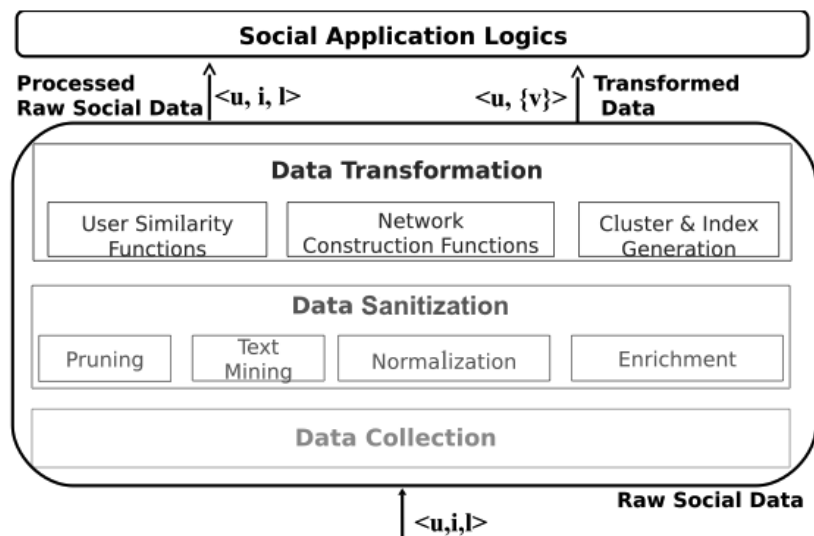 Social Application Logics
Processed
Raw Social Data
<u, i, l>
<u, {v}>
Transformed
Data
Data Transformation
User Similarity
Functions
Network
Construction Functions
Cluster & Index
Generation
Data Sanitization
Pruning
Text
Mining
Normalization
Enrichment
Data Collection
Raw Social Data
<u,i,l>